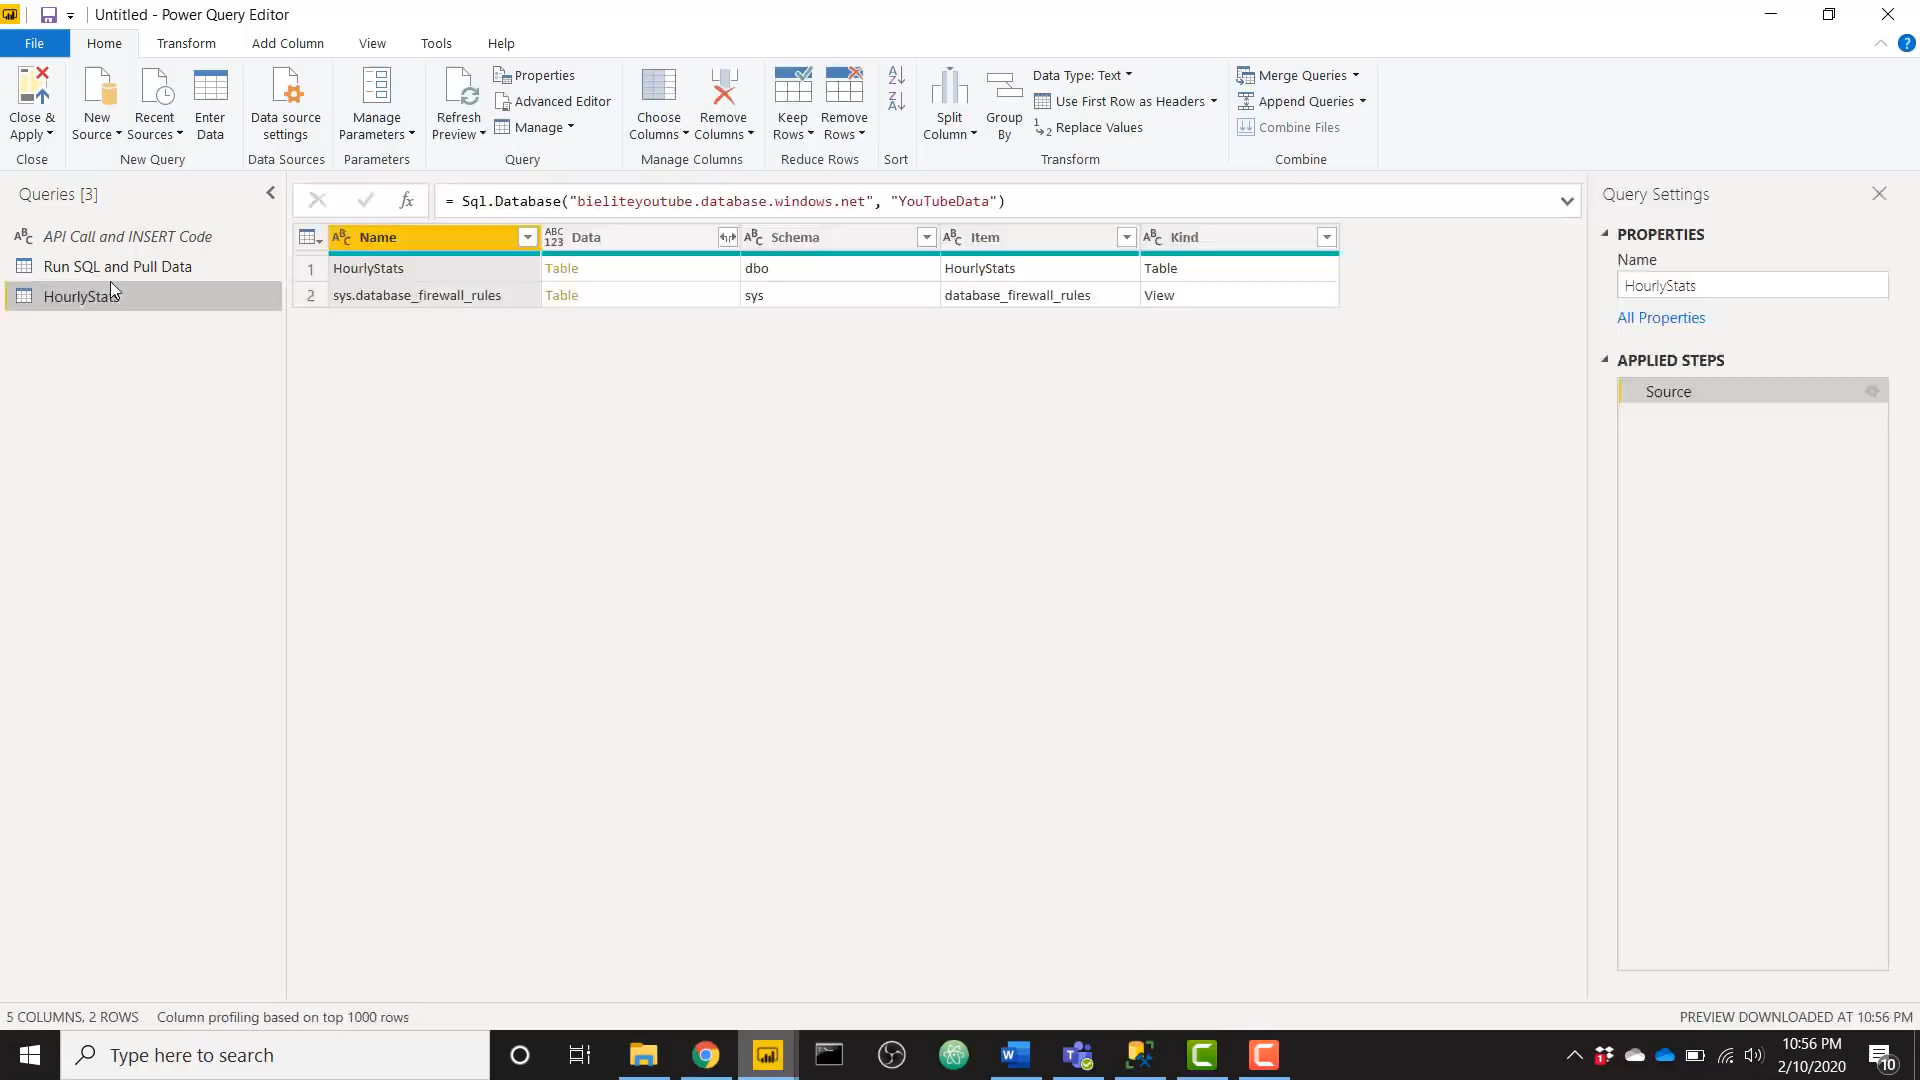 Untitled - Power Query Editor
File Home Transform Add Column View Tools Help
Close & Apply
Close
New Source
Recent Sources
Enter Data
New Query
Data source settings
Data Sources
Manage Parameters
Parameters
Refresh Preview
Properties
Advanced Editor
Manage
Query
Choose Columns
Remove Columns
Manage Columns
Keep Rows
Remove Rows
Reduce Rows
Sort
Split Column
Group By
Data Type: Text
Use First Row as Headers
Replace Values
Transform
Merge Queries
Append Queries
Combine Files
Combine
Queries [3]
API Call and INSERT Code
Run SQL and Pull Data
HourlyStats
fx = Sql.Database("bieliteyoutube.database.windows.net", "YouTubeData")
Name Data Schema Item Kind
1 HourlyStats Table dbo HourlyStats Table
2 sys.database_firewall_rules Table sys database_firewall_rules View
Query Settings
PROPERTIES
Name
HourlyStats
All Properties
APPLIED STEPS
Source
5 COLUMNS, 2 ROWS Column profiling based on top 1000 rows
PREVIEW DOWNLOADED AT 10:56 PM
Type here to search
10:56 PM
2/10/2020
10